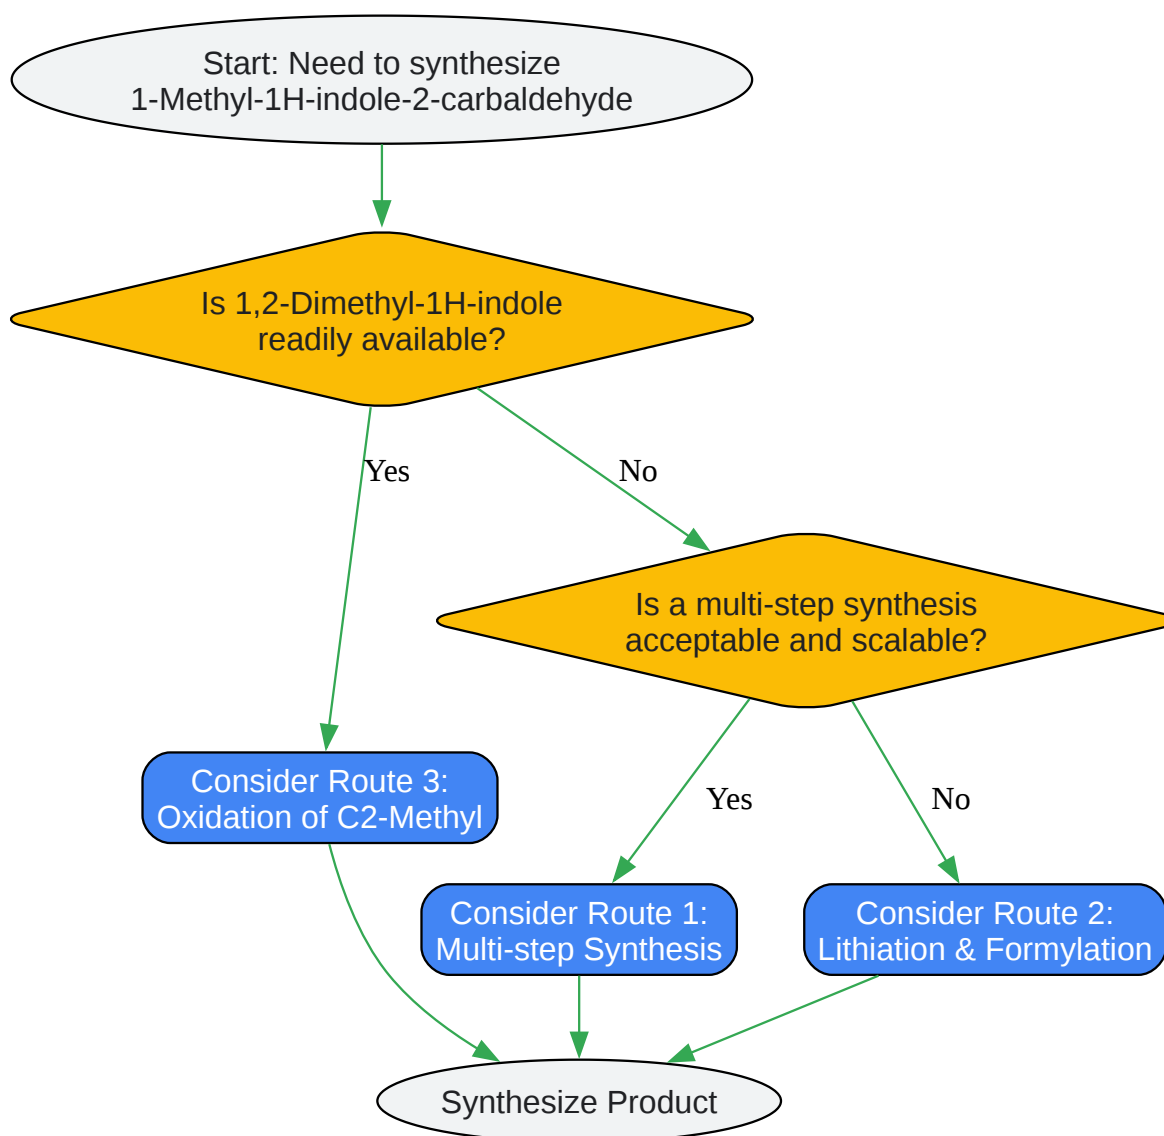 Start: Need to synthesize
1-Methyl-1H-indole-2-carbaldehyde
Is 1,2-Dimethyl-1H-indole
readily available?
Yes
No
Is a multi-step synthesis
acceptable and scalable?
Consider Route 3:
Oxidation of C2-Methyl
Yes
No
Consider Route 1:
Multi-step Synthesis
Consider Route 2:
Lithiation & Formylation
Synthesize Product